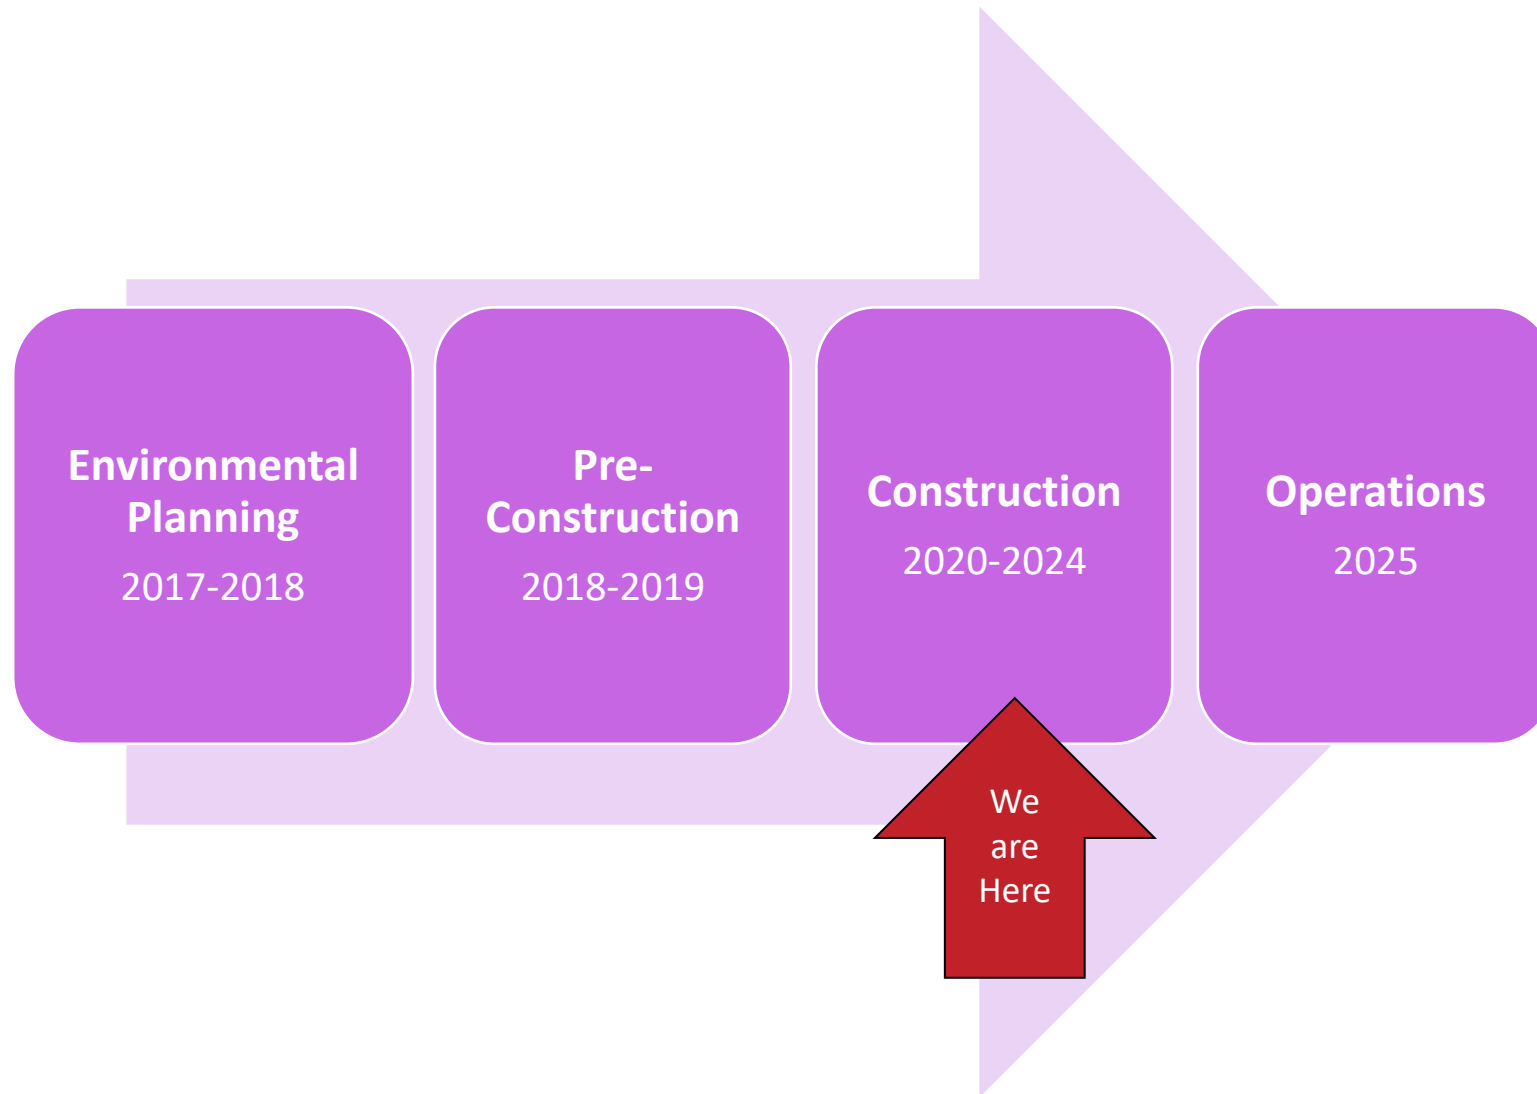 Environmental
Planning
2017-2018
Pre-
Construction
2018-2019
Construction
2020-2024
Operations
2025
We
are
Here